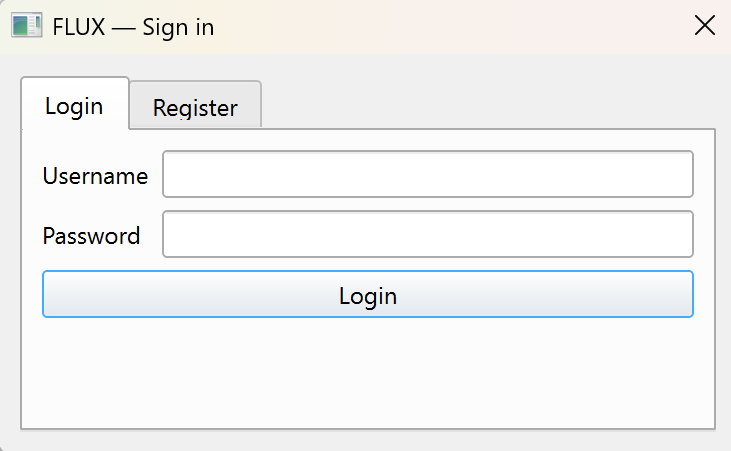 FLUX — Sign in
Login Register
Username
Password
Login